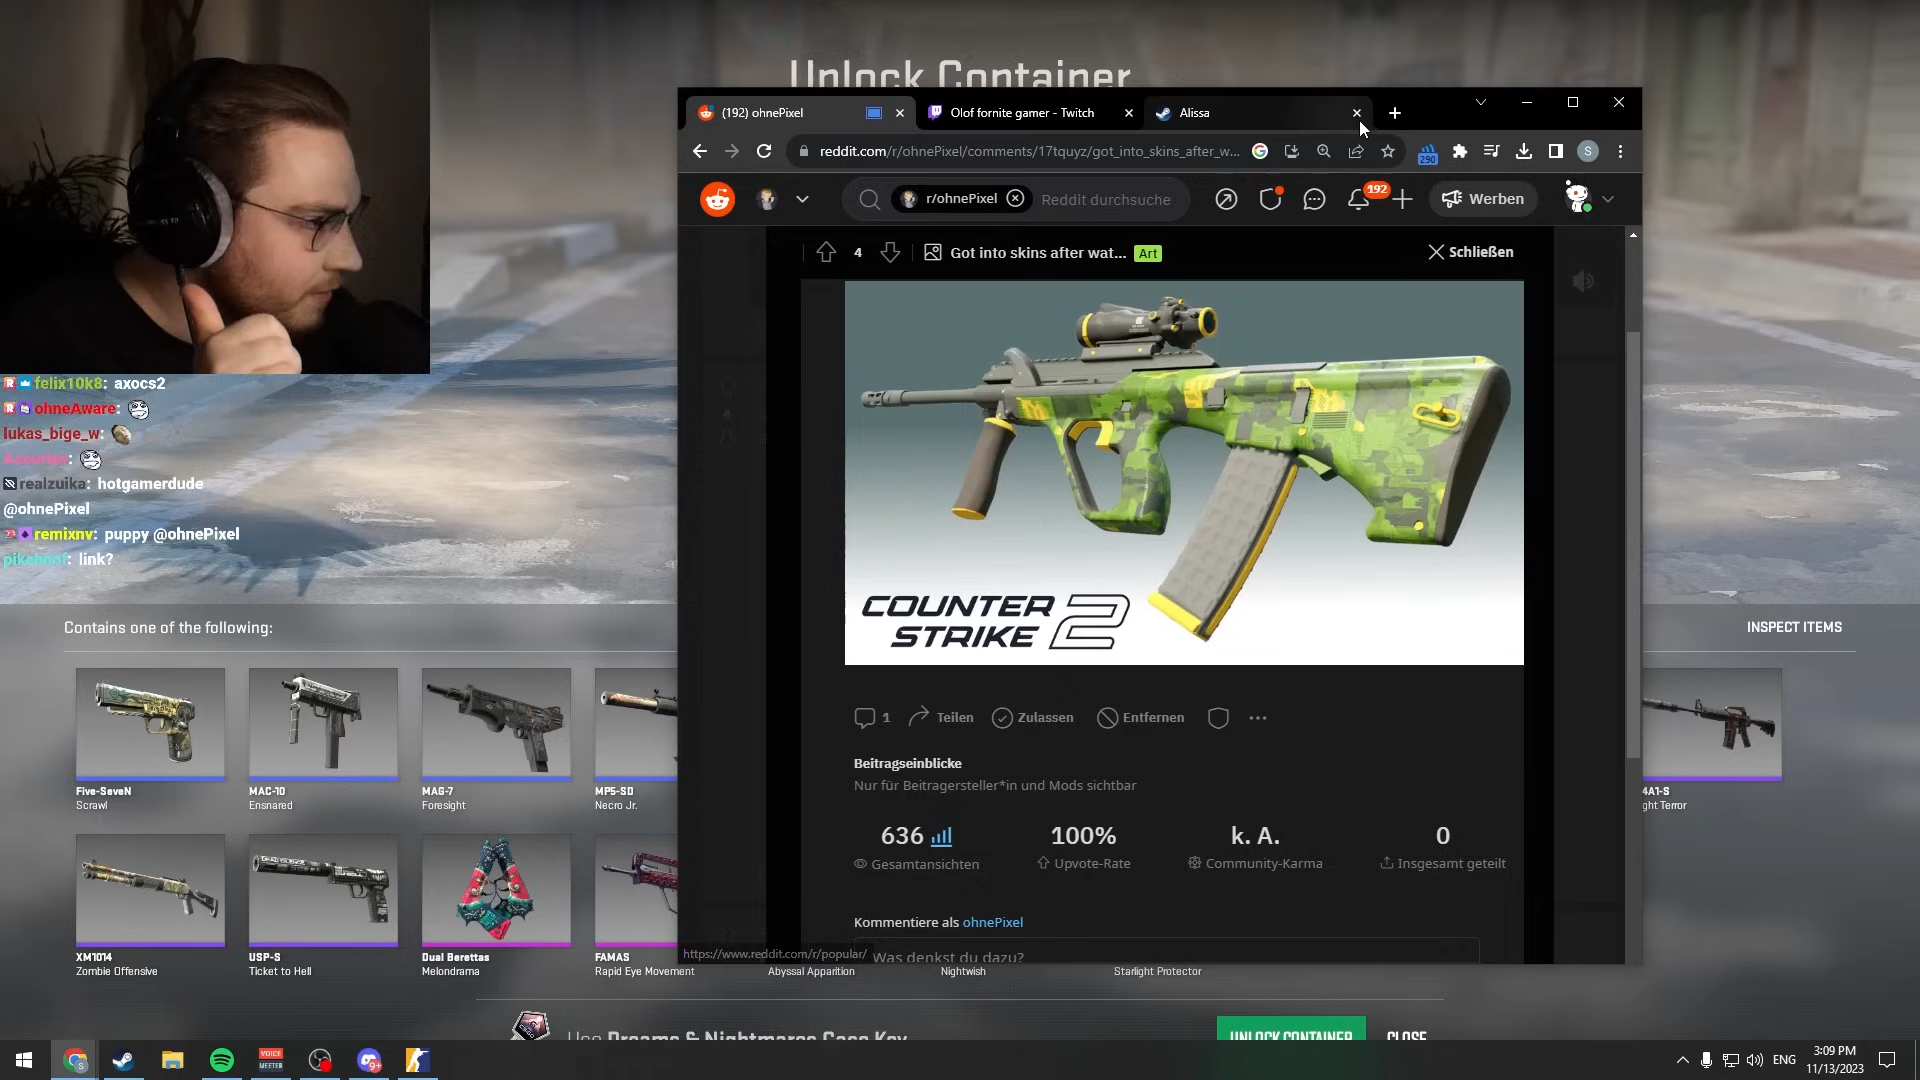 Unlock Container
(192) ohnePixel
Olof fornite gamer - Twitch
Alissa
reddit.com/r/ohnePixel/comments/17tquyz/got_into_skins_after_w...
290
S
r/ohnePixel
Reddit durchsuche
192
Werben
4
Got into skins after wat...
Art
Schließen
felix10k8: axocs2
ohneAware:
lukas_bige_w:
realzuika: hotgamerdude
@ohnePixel
remixnv: puppy @ohnePixel
link?
COUNTER
STRIKE 2
Contains one of the following:
INSPECT ITEMS
1
Teilen
Zulassen
Entfernen
Beitragseinblicke
Nur für Beitragersteller*in und Mods sichtbar
Five-SeveN
Scrawl
MAC-10
Ensnared
MAG-7
Foresight
MP5-SD
Necro Jr.
4A1-S
ght Terror
636
Gesamtansichten
100%
Upvote-Rate
k. A.
Community-Karma
0
Insgesamt geteilt
Kommentiere als ohnePixel
Was denkst du dazu?
https://www.reddit.com/r/popular/
XM1014
Zombie Offensive
USP-S
Ticket to Hell
Dual Berettas
Melondrama
FAMAS
Rapid Eye Movement
Abyssal Apparition
Nightwish
Starlight Protector
Use Dreams & Nightmares Case Key
UNLOCK CONTAINER
CLOSE
VOICE
MEETER
9+
ENG
3:09 PM
11/13/2023